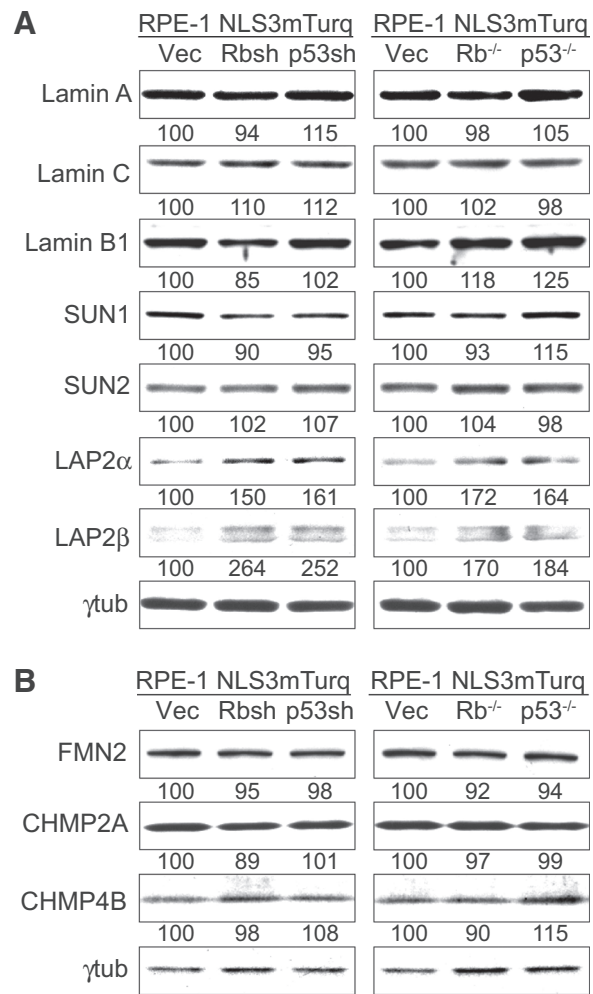 A
RPE-1 NLS3mTurq RPE-1 NLS3mTurq
Vec Rbsh p53sh Vec Rb-/- p53-/-
Lamin A
100 94 115 100 98 105
Lamin C
100 110 112 100 102 98
Lamin B1
100 85 102 100 118 125
SUN1
100 90 95 100 93 115
SUN2
100 102 107 100 104 98
LAP2α
100 150 161 100 172 164
LAP2β
100 264 252 100 170 184
γtub
B
RPE-1 NLS3mTurq RPE-1 NLS3mTurq
Vec Rbsh p53sh Vec Rb-/- p53-/-
FMN2
100 95 98 100 92 94
CHMP2A
100 89 101 100 97 99
CHMP4B
100 98 108 100 90 115
γtub